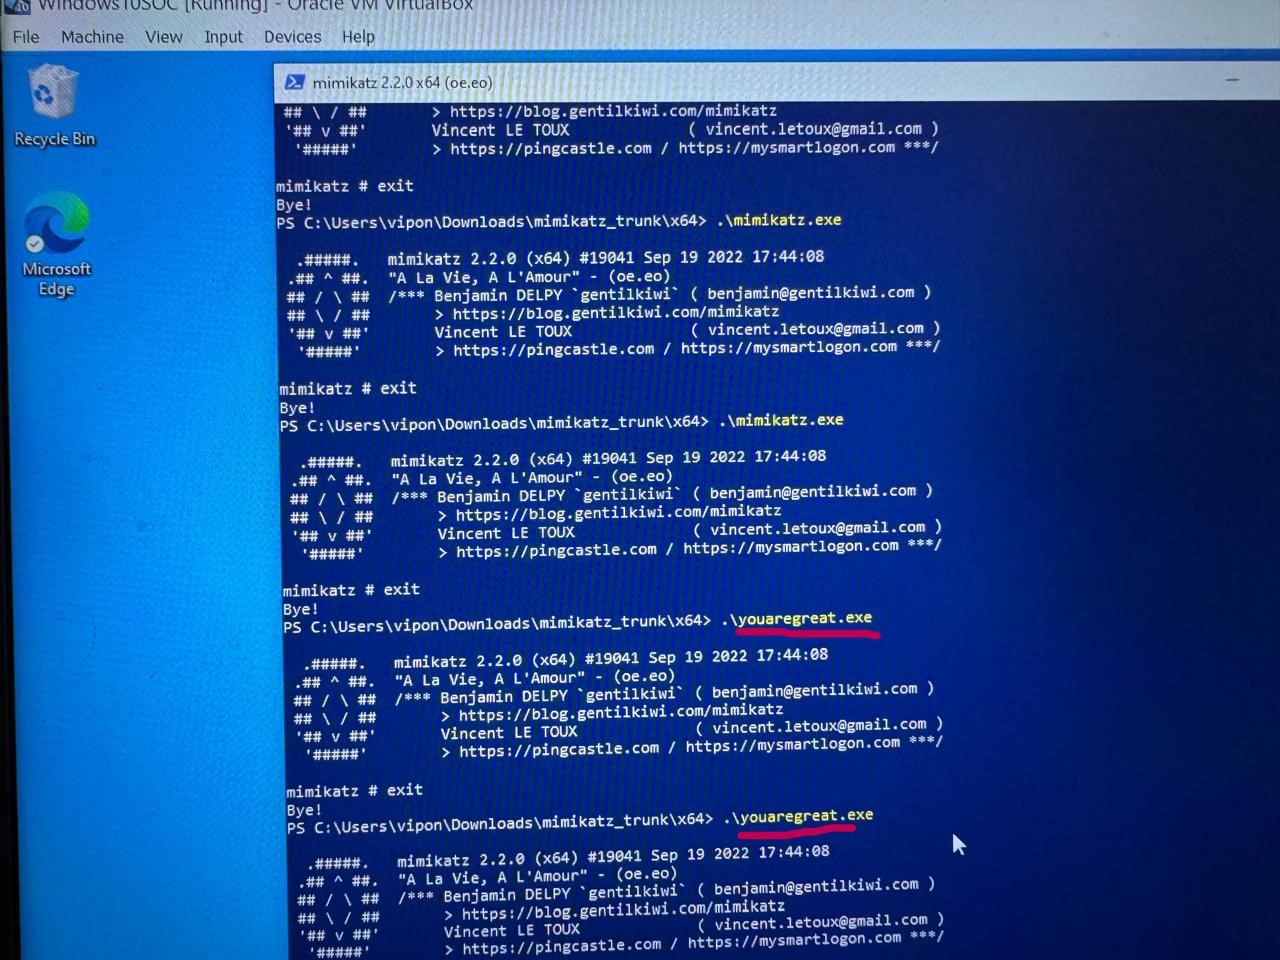 Windows10SOC [Running] - Oracle VM VirtualBox
File Machine View Input Devices Help
Recycle Bin
Microsoft
Edge
mimikatz 2.2.0 x64 (oe.eo)
## \ / ##       > https://blog.gentilkiwi.com/mimikatz
'## v ##'       Vincent LE TOUX             ( vincent.letoux@gmail.com )
'#####'        > https://pingcastle.com / https://mysmartlogon.com ***/
mimikatz # exit
Bye!
PS C:\Users\vipon\Downloads\mimikatz_trunk\x64> .\mimikatz.exe
.#####.   mimikatz 2.2.0 (x64) #19041 Sep 19 2022 17:44:08
.## ^ ##.  "A La Vie, A L'Amour" - (oe.eo)
## / \ ##  /*** Benjamin DELPY `gentilkiwi` ( benjamin@gentilkiwi.com )
## \ / ##       > https://blog.gentilkiwi.com/mimikatz
'## v ##'       Vincent LE TOUX             ( vincent.letoux@gmail.com )
'#####'        > https://pingcastle.com / https://mysmartlogon.com ***/
mimikatz # exit
Bye!
PS C:\Users\vipon\Downloads\mimikatz_trunk\x64> .\mimikatz.exe
.#####.   mimikatz 2.2.0 (x64) #19041 Sep 19 2022 17:44:08
.## ^ ##.  "A La Vie, A L'Amour" - (oe.eo)
## / \ ##  /*** Benjamin DELPY `gentilkiwi` ( benjamin@gentilkiwi.com )
## \ / ##       > https://blog.gentilkiwi.com/mimikatz
'## v ##'       Vincent LE TOUX             ( vincent.letoux@gmail.com )
'#####'        > https://pingcastle.com / https://mysmartlogon.com ***/
mimikatz # exit
Bye!
PS C:\Users\vipon\Downloads\mimikatz_trunk\x64> .\youaregreat.exe
.#####.   mimikatz 2.2.0 (x64) #19041 Sep 19 2022 17:44:08
.## ^ ##.  "A La Vie, A L'Amour" - (oe.eo)
## / \ ##  /*** Benjamin DELPY `gentilkiwi` ( benjamin@gentilkiwi.com )
## \ / ##       > https://blog.gentilkiwi.com/mimikatz
'## v ##'       Vincent LE TOUX             ( vincent.letoux@gmail.com )
'#####'        > https://pingcastle.com / https://mysmartlogon.com ***/
mimikatz # exit
Bye!
PS C:\Users\vipon\Downloads\mimikatz_trunk\x64> .\youaregreat.exe
.#####.   mimikatz 2.2.0 (x64) #19041 Sep 19 2022 17:44:08
.## ^ ##.  "A La Vie, A L'Amour" - (oe.eo)
## / \ ##  /*** Benjamin DELPY `gentilkiwi` ( benjamin@gentilkiwi.com )
## \ / ##       > https://blog.gentilkiwi.com/mimikatz
'## v ##'       Vincent LE TOUX             ( vincent.letoux@gmail.com )
'#####'        > https://pingcastle.com / https://mysmartlogon.com ***/